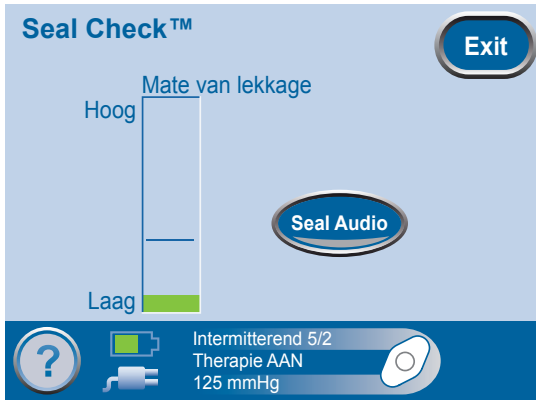 Seal Check™
Exit
Mate van lekkage
Hoog
Seal Audio
Laag
?
Intermitterend 5/2
Therapie AAN
125 mmHg